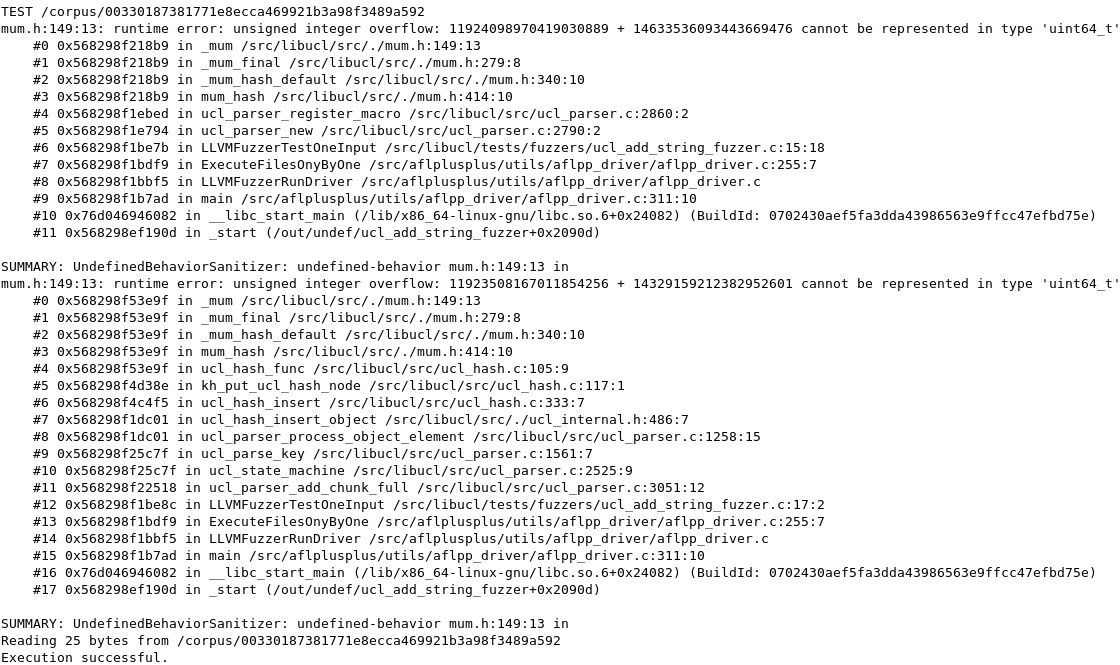 TEST /corpus/00330187381771e8ecca469921b3a98f3489a592
mum.h:149:13: runtime error: unsigned integer overflow: 11924098970419030889 + 14633536093443669476 cannot be represented in type 'uint64_t'
    #0 0x568298f218b9 in _mum /src/libucl/src/./mum.h:149:13
    #1 0x568298f218b9 in _mum_final /src/libucl/src/./mum.h:279:8
    #2 0x568298f218b9 in _mum_hash_default /src/libucl/src/./mum.h:340:10
    #3 0x568298f218b9 in mum_hash /src/libucl/src/./mum.h:414:10
    #4 0x568298f1ebed in ucl_parser_register_macro /src/libucl/src/ucl_parser.c:2860:2
    #5 0x568298f1e794 in ucl_parser_new /src/libucl/src/ucl_parser.c:2790:2
    #6 0x568298f1be7b in LLVMFuzzerTestOneInput /src/libucl/tests/fuzzers/ucl_add_string_fuzzer.c:15:18
    #7 0x568298f1bdf9 in ExecuteFilesOnyByOne /src/aflplusplus/utils/aflpp_driver/aflpp_driver.c:255:7
    #8 0x568298f1bbf5 in LLVMFuzzerRunDriver /src/aflplusplus/utils/aflpp_driver/aflpp_driver.c
    #9 0x568298f1b7ad in main /src/aflplusplus/utils/aflpp_driver/aflpp_driver.c:311:10
    #10 0x76d046946082 in __libc_start_main (/lib/x86_64-linux-gnu/libc.so.6+0x24082) (BuildId: 0702430aef5fa3dda43986563e9ffcc47efbd75e)
    #11 0x568298ef190d in _start (/out/undef/ucl_add_string_fuzzer+0x2090d)

SUMMARY: UndefinedBehaviorSanitizer: undefined-behavior mum.h:149:13 in
mum.h:149:13: runtime error: unsigned integer overflow: 11923508167011854256 + 14329159212382952601 cannot be represented in type 'uint64_t'
    #0 0x568298f53e9f in _mum /src/libucl/src/./mum.h:149:13
    #1 0x568298f53e9f in _mum_final /src/libucl/src/./mum.h:279:8
    #2 0x568298f53e9f in _mum_hash_default /src/libucl/src/./mum.h:340:10
    #3 0x568298f53e9f in mum_hash /src/libucl/src/./mum.h:414:10
    #4 0x568298f53e9f in ucl_hash_func /src/libucl/src/ucl_hash.c:105:9
    #5 0x568298f4d38e in kh_put_ucl_hash_node /src/libucl/src/ucl_hash.c:117:1
    #6 0x568298f4c4f5 in ucl_hash_insert /src/libucl/src/ucl_hash.c:333:7
    #7 0x568298f1dc01 in ucl_hash_insert_object /src/libucl/src/./ucl_internal.h:486:7
    #8 0x568298f1dc01 in ucl_parser_process_object_element /src/libucl/src/ucl_parser.c:1258:15
    #9 0x568298f25c7f in ucl_parse_key /src/libucl/src/ucl_parser.c:1561:7
    #10 0x568298f25c7f in ucl_state_machine /src/libucl/src/ucl_parser.c:2525:9
    #11 0x568298f22518 in ucl_parser_add_chunk_full /src/libucl/src/ucl_parser.c:3051:12
    #12 0x568298f1be8c in LLVMFuzzerTestOneInput /src/libucl/tests/fuzzers/ucl_add_string_fuzzer.c:17:2
    #13 0x568298f1bdf9 in ExecuteFilesOnyByOne /src/aflplusplus/utils/aflpp_driver/aflpp_driver.c:255:7
    #14 0x568298f1bbf5 in LLVMFuzzerRunDriver /src/aflplusplus/utils/aflpp_driver/aflpp_driver.c
    #15 0x568298f1b7ad in main /src/aflplusplus/utils/aflpp_driver/aflpp_driver.c:311:10
    #16 0x76d046946082 in __libc_start_main (/lib/x86_64-linux-gnu/libc.so.6+0x24082) (BuildId: 0702430aef5fa3dda43986563e9ffcc47efbd75e)
    #17 0x568298ef190d in _start (/out/undef/ucl_add_string_fuzzer+0x2090d)

SUMMARY: UndefinedBehaviorSanitizer: undefined-behavior mum.h:149:13 in
Reading 25 bytes from /corpus/00330187381771e8ecca469921b3a98f3489a592
Execution successful.